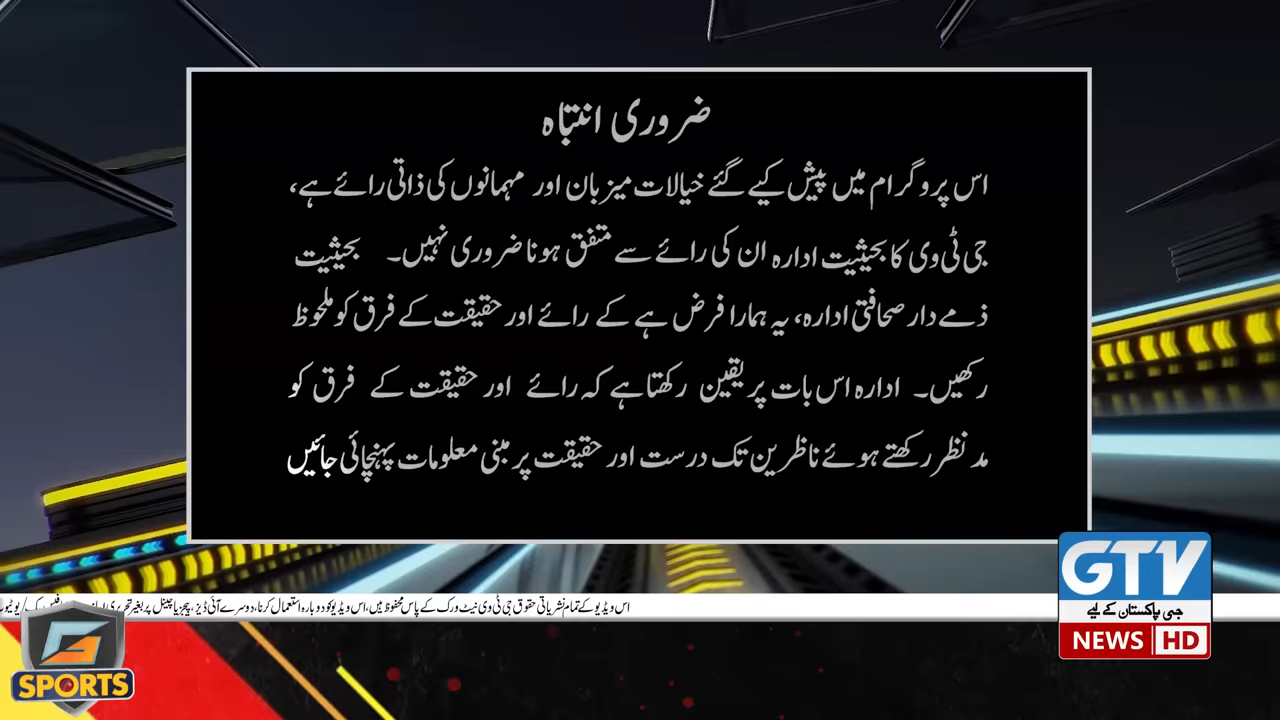 ضروری انتباہ
اس پروگرام میں پیش کیے گئے خیالات میزبان اور مہمانوں کی ذاتی رائے ہے،
جی ٹی وی کا بحیثیت ادارہ ان کی رائے سے متفق ہونا ضروری نہیں۔ بحیثیت
ذمے دار صحافتی ادارہ، یہ ہمارا فرض ہے کے رائے اور حقیقت کے فرق کو ملحوظ
رکھیں۔ ادارہ اس بات پر یقین رکھتا ہے کہ رائے اور حقیقت کے فرق کو
مد نظر رکھتے ہوئے ناظرین تک درست اور حقیقت پر مبنی معلومات پہنچائی جائیں
GTV
جی پاکستان کے لیے
NEWS HD
اس ویڈیو کے تمام نشریاتی حقوق جی ٹی وی نیٹ ورک کے پاس محفوظ ہیں، اس ویڈیو کو دوبارہ استعمال کرنا، دوسرے آئی ڈیز، پیجز یا چینل پر بغیر تحریری
G
SPORTS